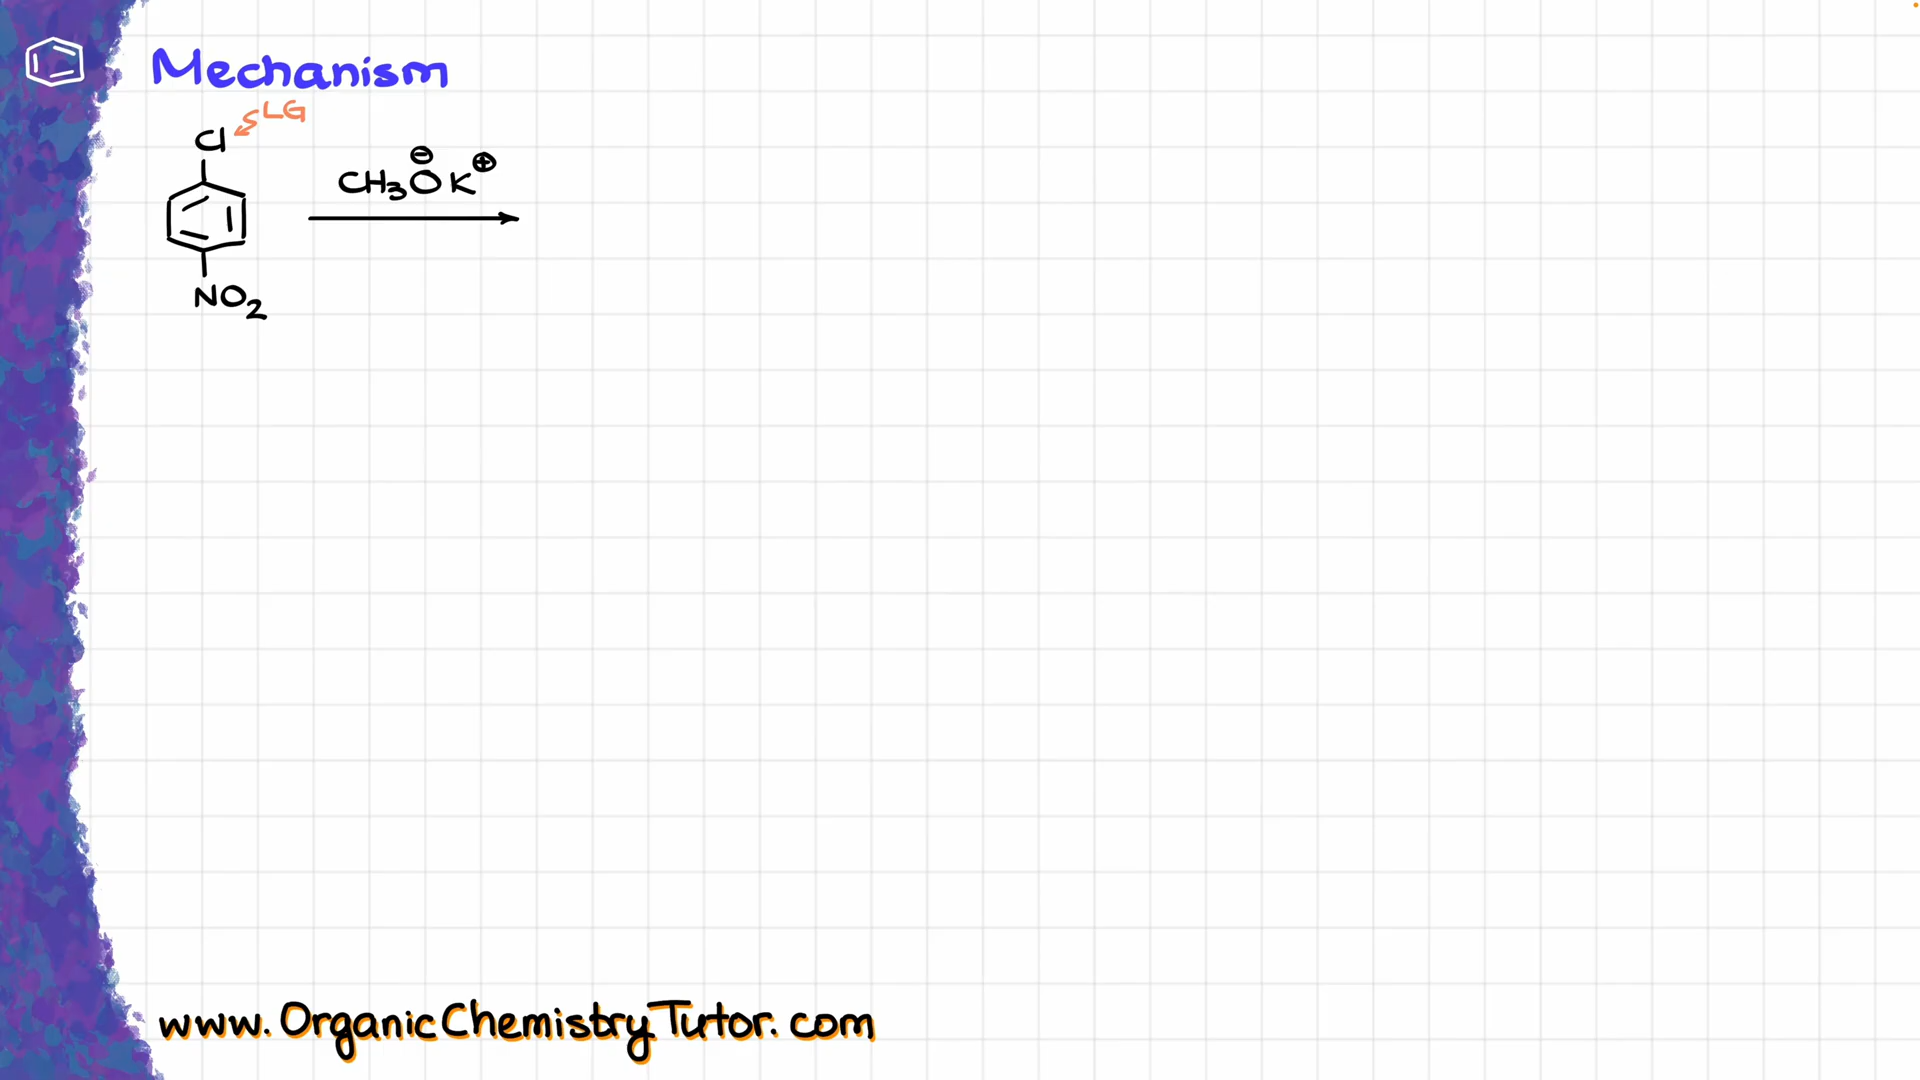 Mechanism
LG
Cl
CH₃O⊖ K⊕
NO₂
www.OrganicChemistryTutor.com